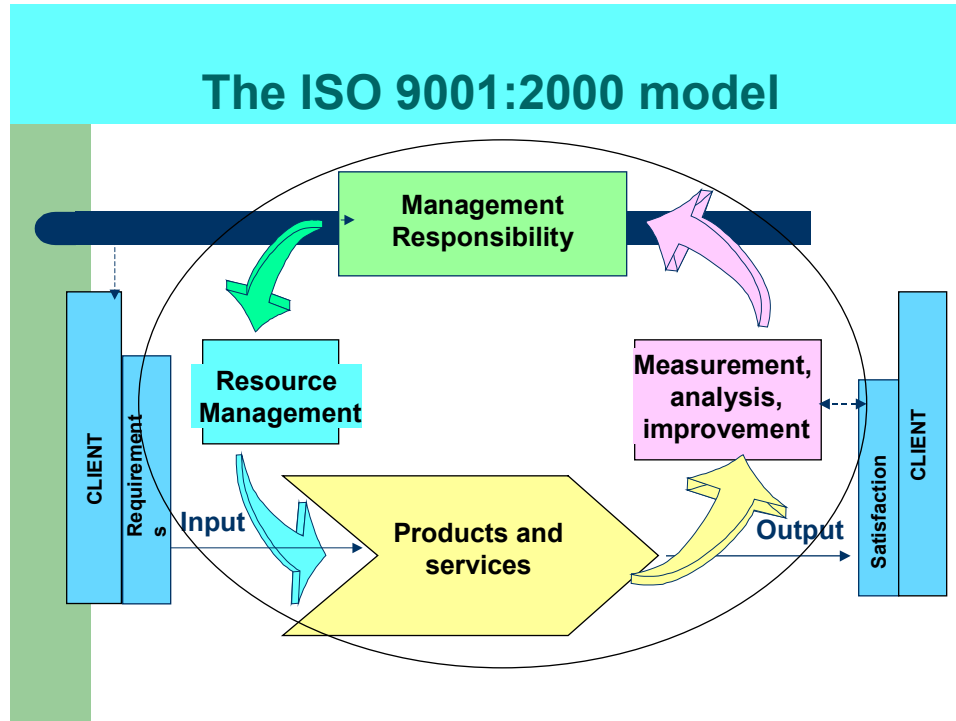 The ISO 9001:2000 model
Management
Responsibility
Resource
Management
Measurement,
analysis,
improvement
CLIENT
Requirement
s
Input
Products and
services
Output
Satisfaction
CLIENT